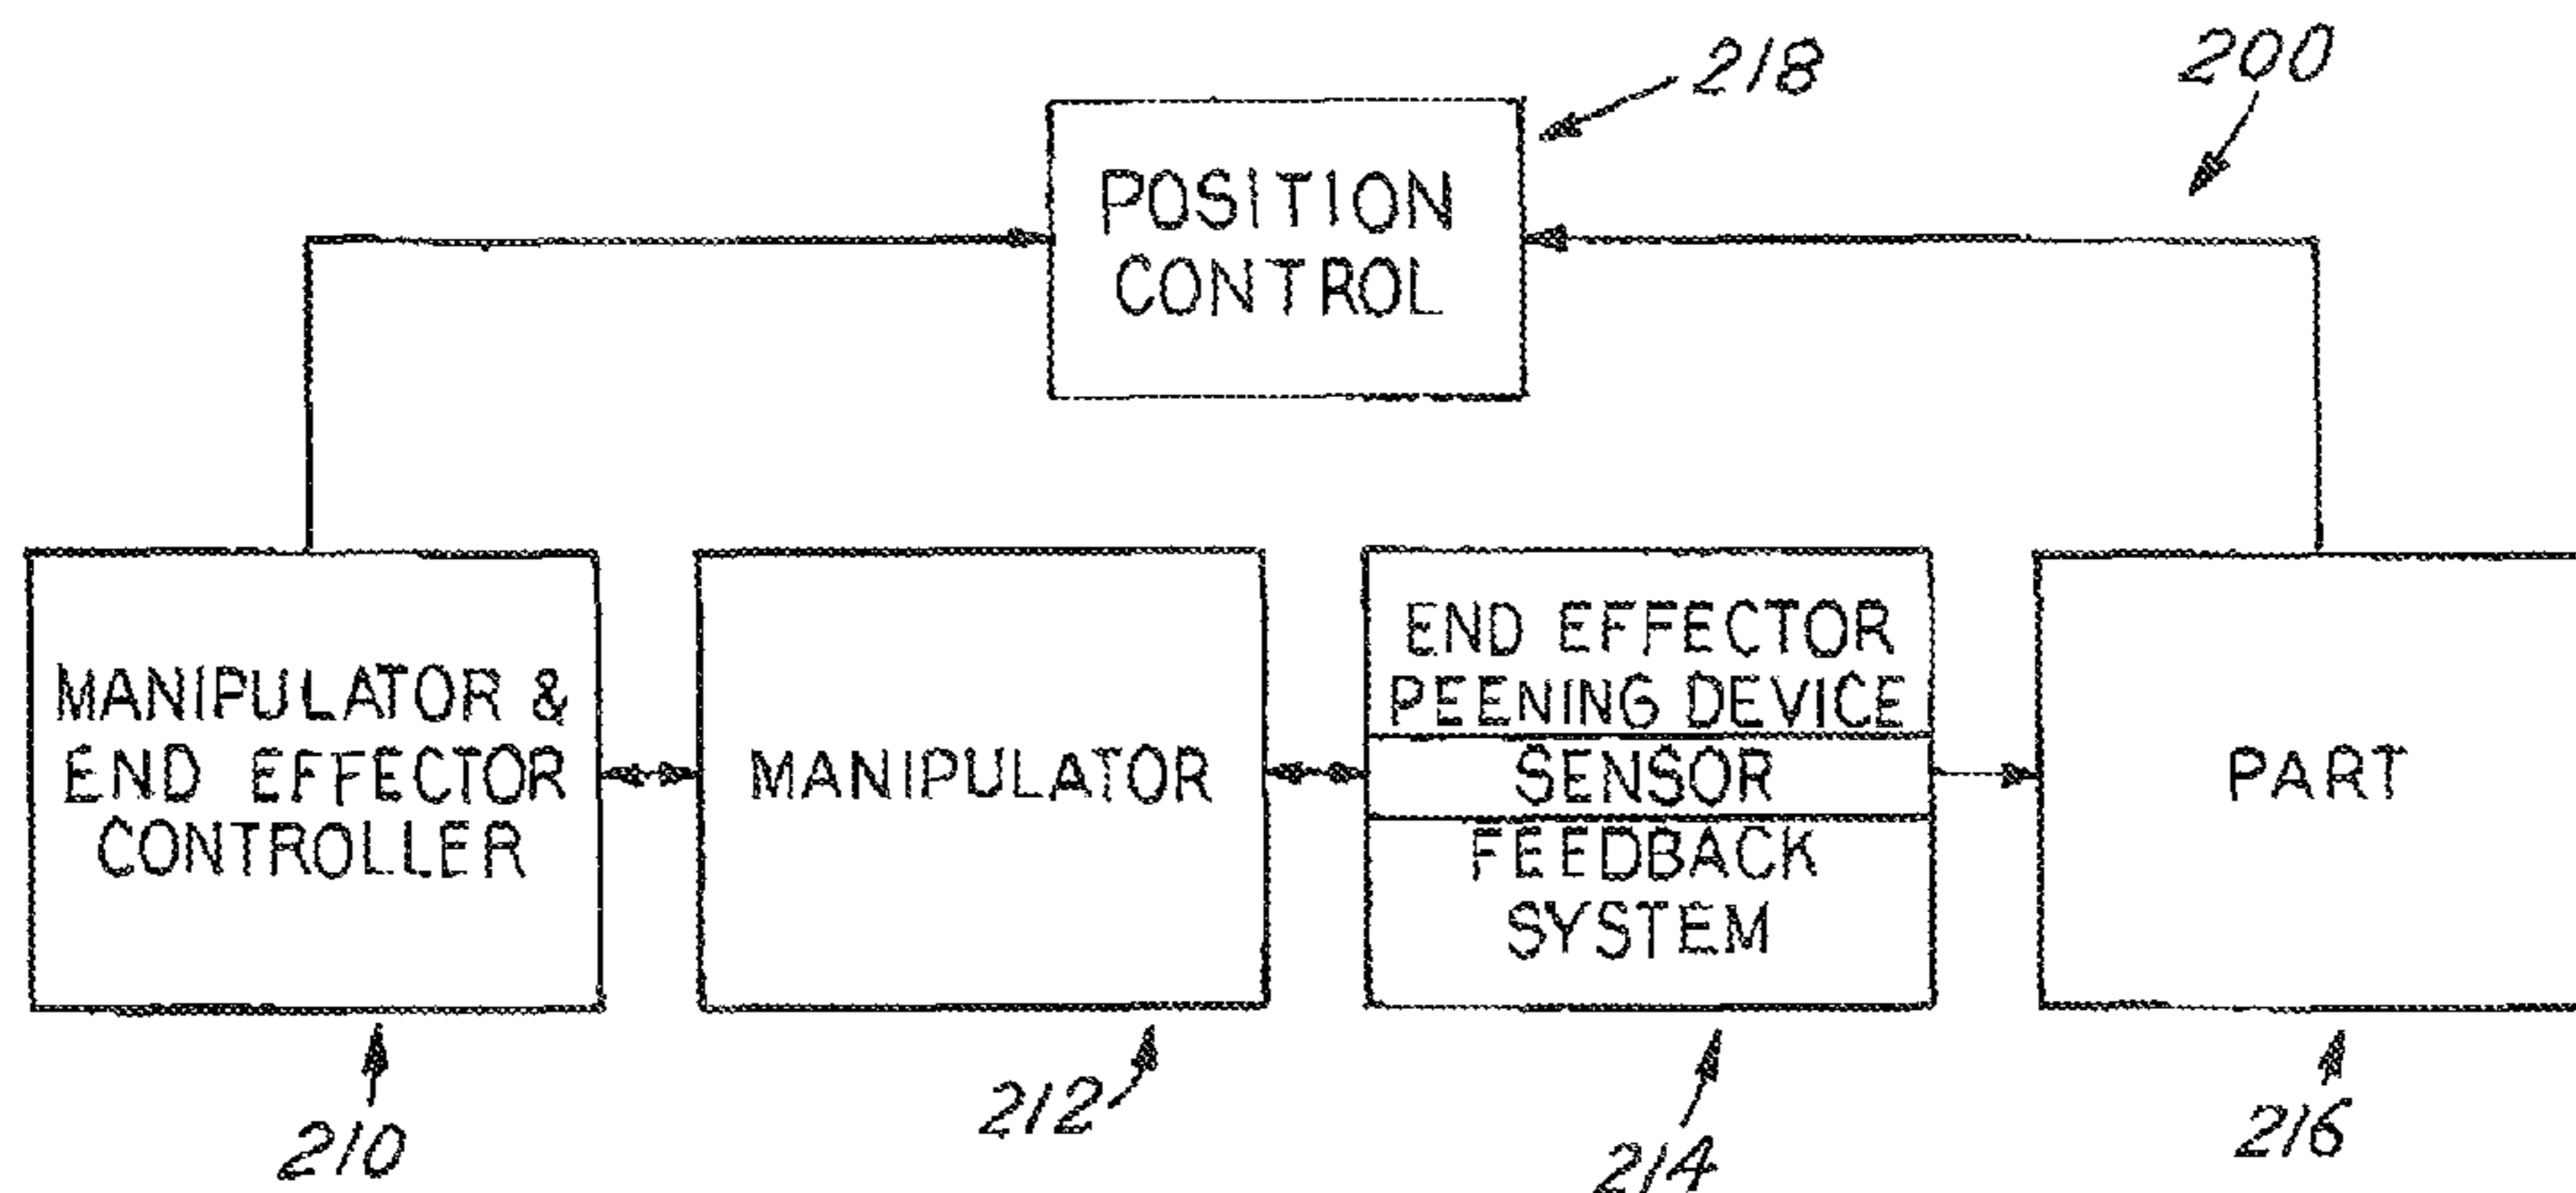 218
200
POSITION
CONTROL
MANIPULATOR &
END EFFECTOR
CONTROLLER
MANIPULATOR
END EFFECTOR
PEENING DEVICE
SENSOR
FEEDBACK
SYSTEM
PART
210
212
214
216